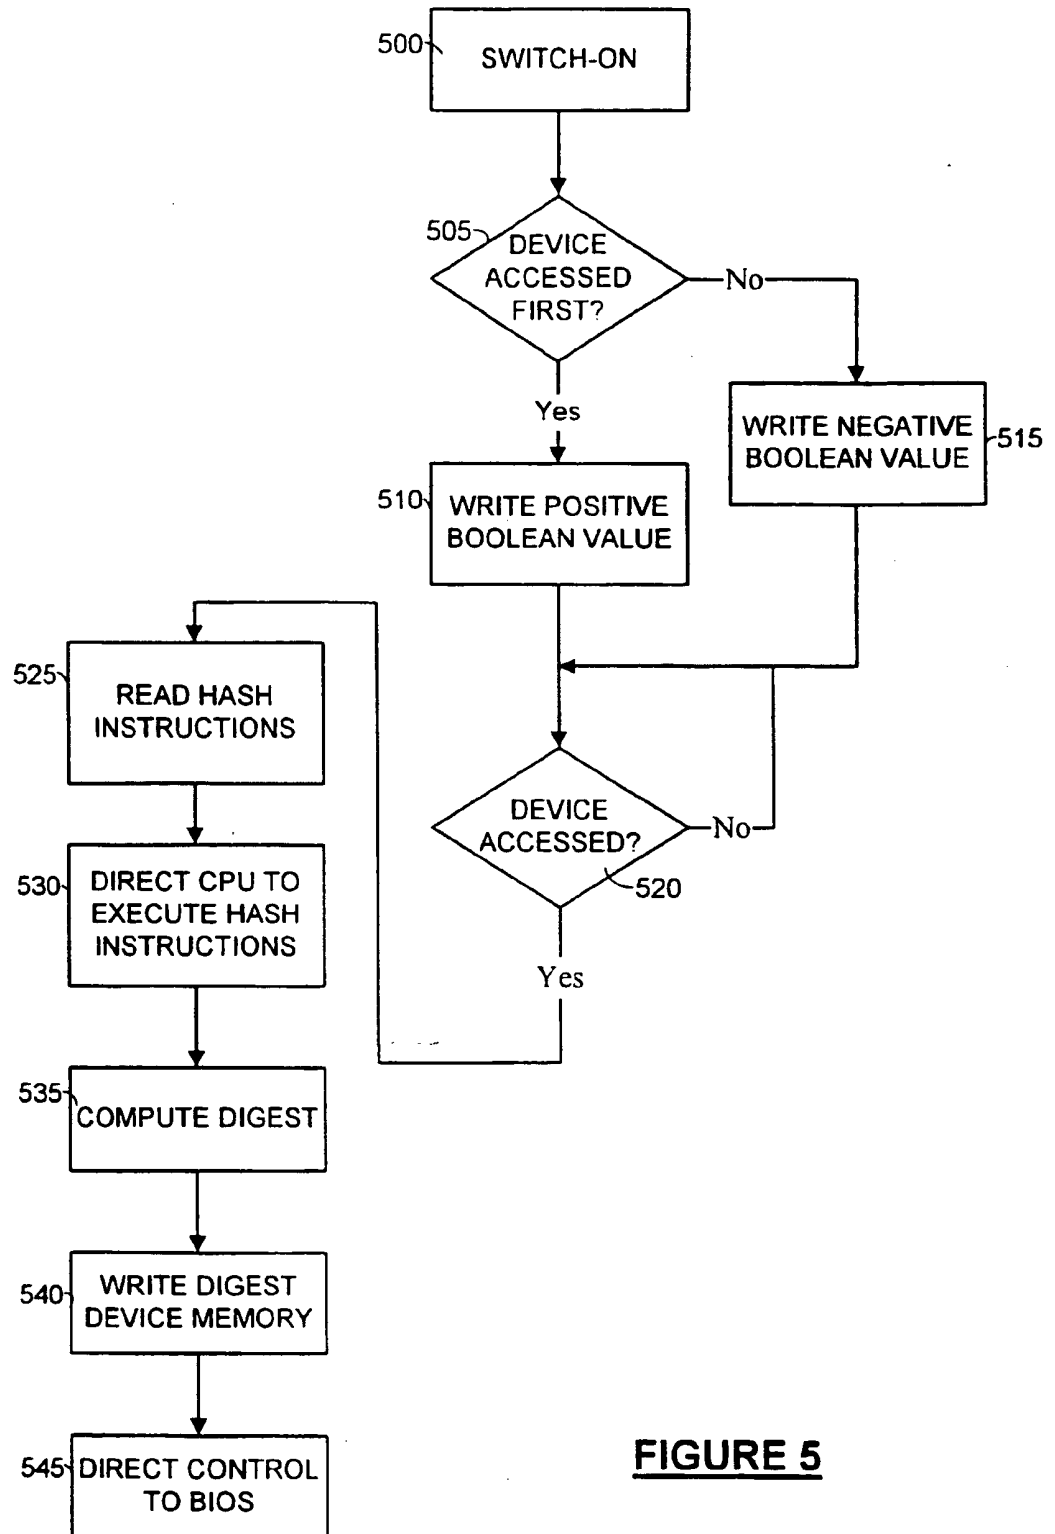 500
SWITCH-ON
505
DEVICE
ACCESSED
FIRST?
No
Yes
WRITE NEGATIVE
BOOLEAN VALUE
515
510
WRITE POSITIVE
BOOLEAN VALUE
525
READ HASH
INSTRUCTIONS
DEVICE
ACCESSED?
No
520
530
DIRECT CPU TO
EXECUTE HASH
INSTRUCTIONS
Yes
535
COMPUTE DIGEST
540
WRITE DIGEST
DEVICE MEMORY
545
DIRECT CONTROL
TO BIOS
FIGURE 5